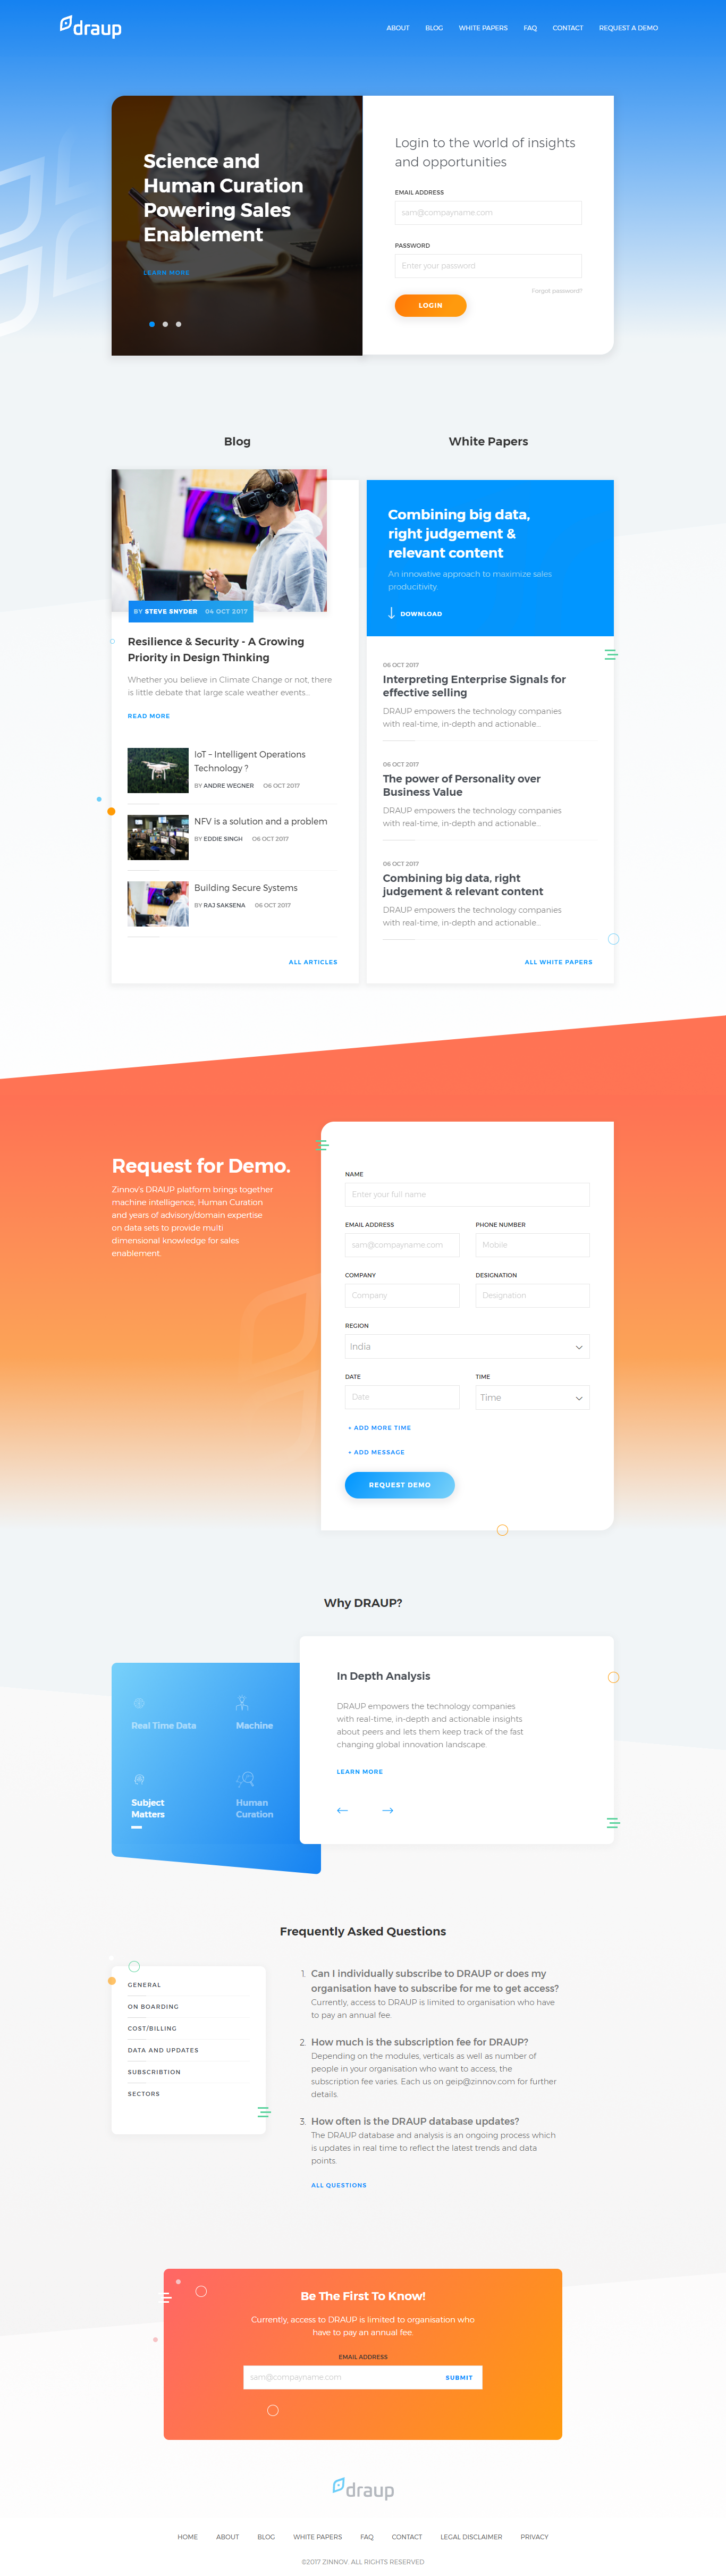 draup
ABOUT BLOG WHITE PAPERS FAQ CONTACT REQUEST A DEMO
Science and
Human Curation
Powering Sales
Enablement
LEARN MORE
Login to the world of insights
and opportunities
EMAIL ADDRESS
sam@compayname.com
PASSWORD
Enter your password
Forgot password?
LOGIN
Blog
BY STEVE SNYDER 04 OCT 2017
Resilience & Security - A Growing
Priority in Design Thinking
Whether you believe in Climate Change or not, there
is little debate that large scale weather events...
READ MORE
IoT – Intelligent Operations
Technology ?
BY ANDRE WEGNER 06 OCT 2017
NFV is a solution and a problem
BY EDDIE SINGH 06 OCT 2017
Building Secure Systems
BY RAJ SAKSENA 06 OCT 2017
ALL ARTICLES
White Papers
Combining big data,
right judgement &
relevant content
An innovative approach to maximize sales
producitivity.
DOWNLOAD
06 OCT 2017
Interpreting Enterprise Signals for
effective selling
DRAUP empowers the technology companies
with real-time, in-depth and actionable...
06 OCT 2017
The power of Personality over
Business Value
DRAUP empowers the technology companies
with real-time, in-depth and actionable...
06 OCT 2017
Combining big data, right
judgement & relevant content
DRAUP empowers the technology companies
with real-time, in-depth and actionable...
ALL WHITE PAPERS
Request for Demo.
Zinnov's DRAUP platform brings together
machine intelligence, Human Curation
and years of advisory/domain expertise
on data sets to provide multi
dimensional knowledge for sales
enablement.
NAME
Enter your full name
EMAIL ADDRESS PHONE NUMBER
sam@compayname.com Mobile
COMPANY DESIGNATION
Company Designation
REGION
India
DATE TIME
Date Time
+ ADD MORE TIME
+ ADD MESSAGE
REQUEST DEMO
Why DRAUP?
Real Time Data Machine
Subject
Matters
Human
Curation
In Depth Analysis
DRAUP empowers the technology companies
with real-time, in-depth and actionable insights
about peers and lets them keep track of the fast
changing global innovation landscape.
LEARN MORE
Frequently Asked Questions
GENERAL
ON BOARDING
COST/BILLING
DATA AND UPDATES
SUBSCRIBTION
SECTORS
1. Can I individually subscribe to DRAUP or does my
organisation have to subscribe for me to get access?
Currently, access to DRAUP is limited to organisation who have
to pay an annual fee.
2. How much is the subscription fee for DRAUP?
Depending on the modules, verticals as well as number of
people in your organisation who want to access, the
subscription fee varies. Each us on geip@zinnov.com for further
details.
3. How often is the DRAUP database updates?
The DRAUP database and analysis is an ongoing process which
is updates in real time to reflect the latest trends and data
points.
ALL QUESTIONS
Be The First To Know!
Currently, access to DRAUP is limited to organisation who
have to pay an annual fee.
EMAIL ADDRESS
sam@compayname.com SUBMIT
draup
HOME ABOUT BLOG WHITE PAPERS FAQ CONTACT LEGAL DISCLAIMER PRIVACY
©2017 ZINNOV. ALL RIGHTS RESERVED